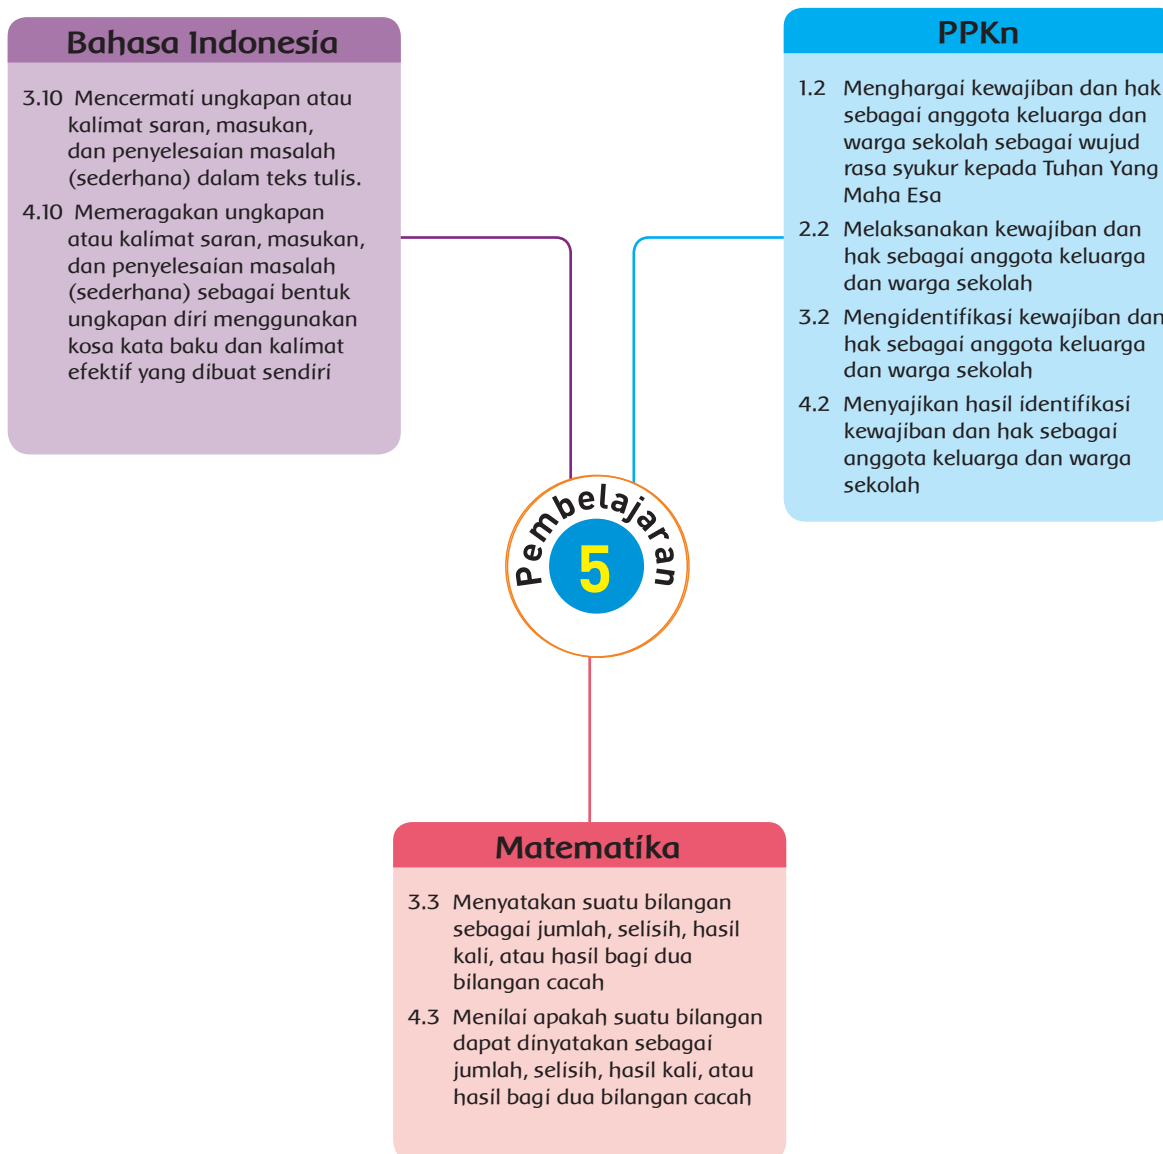 Bahasa Indonesia
3.10 Mencermati ungkapan atau
kalimat saran, masukan,
dan penyelesaian masalah
(sederhana) dalam teks tulis.
4.10 Memeragakan ungkapan
atau kalimat saran, masukan,
dan penyelesaian masalah
(sederhana) sebagai bentuk
ungkapan diri menggunakan
kosa kata baku dan kalimat
efektif yang dibuat sendiri
PPKn
1.2 Menghargai kewajiban dan hak
sebagai anggota keluarga dan
warga sekolah sebagai wujud
rasa syukur kepada Tuhan Yang
Maha Esa
2.2 Melaksanakan kewajiban dan
hak sebagai anggota keluarga
dan warga sekolah
3.2 Mengidentifikasi kewajiban dan
hak sebagai anggota keluarga
dan warga sekolah
4.2 Menyajikan hasil identifikasi
kewajiban dan hak sebagai
anggota keluarga dan warga
sekolah
Pembelajaran
5
Matematika
3.3 Menyatakan suatu bilangan
sebagai jumlah, selisih, hasil
kali, atau hasil bagi dua
bilangan cacah
4.3 Menilai apakah suatu bilangan
dapat dinyatakan sebagai
jumlah, selisih, hasil kali, atau
hasil bagi dua bilangan cacah